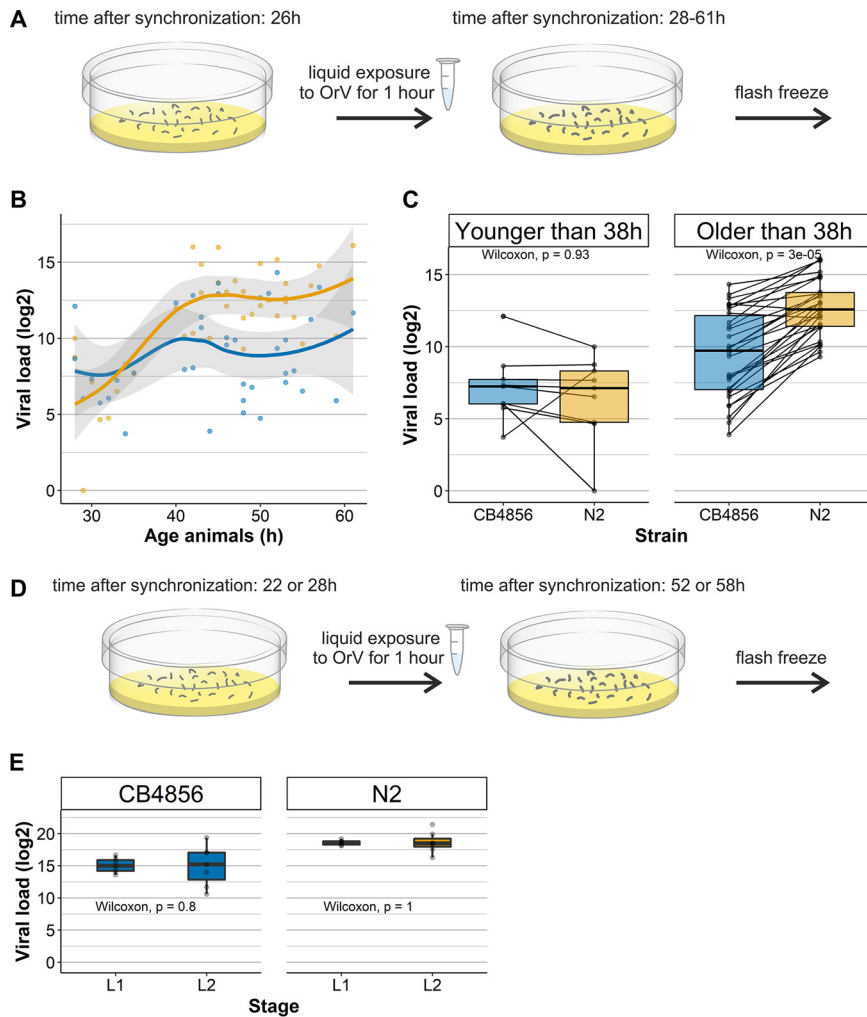 A
time after synchronization: 26h
time after synchronization: 28-61h
liquid exposure
to OrV for 1 hour
flash freeze
B
Viral load (log2)
15
10
5
0
30
40
50
60
Age animals (h)
C
Younger than 38h
Older than 38h
Wilcoxon, p = 0.93
Wilcoxon, p = 3e-05
Viral load (log2)
15
10
5
0
CB4856
N2
CB4856
N2
Strain
D
time after synchronization: 22 or 28h
time after synchronization: 52 or 58h
liquid exposure
to OrV for 1 hour
flash freeze
E
CB4856
N2
Viral load (log2)
20
15
10
5
0
Wilcoxon, p = 0.8
Wilcoxon, p = 1
L1
L2
L1
L2
Stage